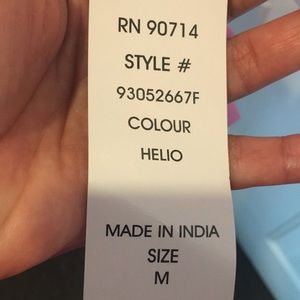 RN 90714
STYLE #
93052667F
COLOUR
HELIO
MADE IN INDIA
SIZE
M